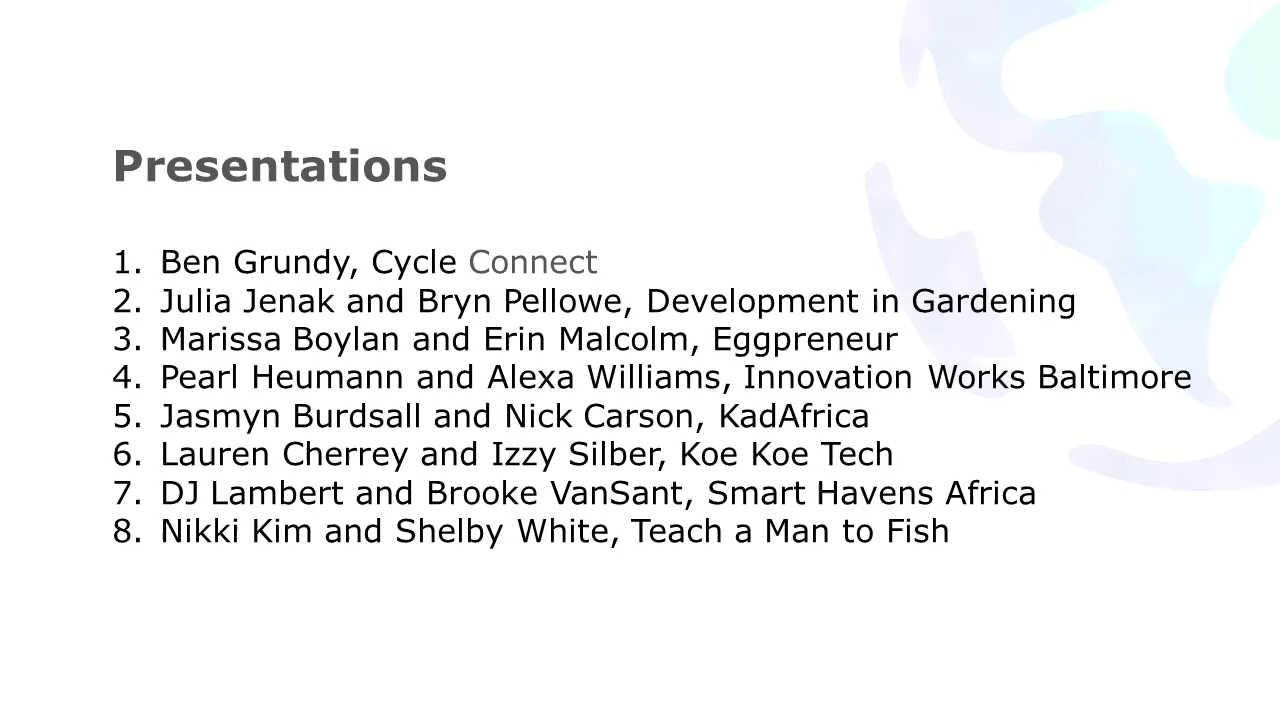 Presentations
1. Ben Grundy, Cycle Connect
2. Julia Jenak and Bryn Pellowe, Development in Gardening
3. Marissa Boylan and Erin Malcolm, Eggpreneur
4. Pearl Heumann and Alexa Williams, Innovation Works Baltimore
5. Jasmyn Burdsall and Nick Carson, KadAfrica
6. Lauren Cherrey and Izzy Silber, Koe Koe Tech
7. DJ Lambert and Brooke VanSant, Smart Havens Africa
8. Nikki Kim and Shelby White, Teach a Man to Fish